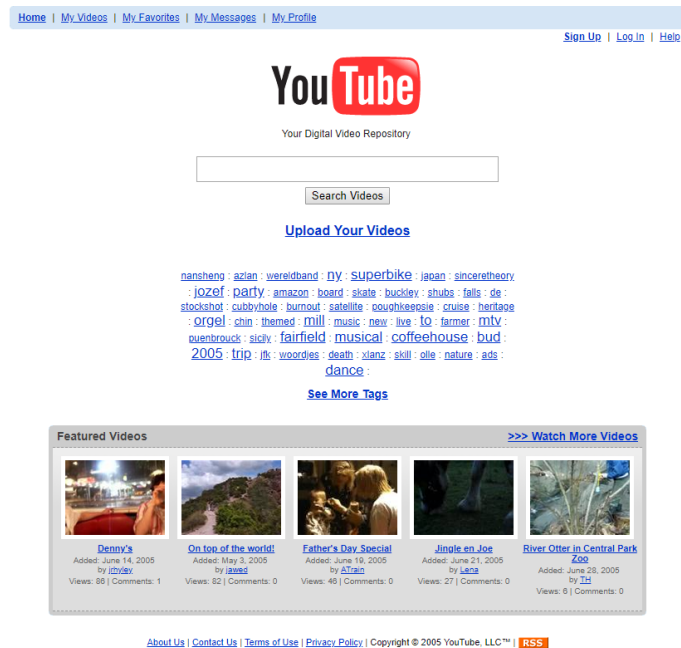 Home | My Videos | My Favorites | My Messages | My Profile
Sign Up | Log In | Help
YouTube
Your Digital Video Repository
Search Videos
Upload Your Videos
nansheng : azlan : wereldband : ny : superbike : japan : sinceretheory
: jozef : party : amazon : board : skate : buckley : shubs : falls : de :
stockshot : cubbyhole : burnout : satellite : poughkeepsie : cruise : heritage
: orgel : chin : themed : mill : music : new : live : to : farmer : mtv :
puenbrouck : sicily : fairfield : musical : coffeehouse : bud :
2005 : trip : jfk : woordjes : death : xlanz : skill : olie : nature : ads :
dance :
See More Tags
Featured Videos
>>> Watch More Videos
Denny's
Added: June 14, 2005
by jrhyley
Views: 86 | Comments: 1
On top of the world!
Added: May 3, 2005
by jawed
Views: 82 | Comments: 0
Father's Day Special
Added: June 19, 2005
by ATrain
Views: 46 | Comments: 0
Jingle en Joe
Added: June 21, 2005
by Lena
Views: 27 | Comments: 0
River Otter in Central Park
Zoo
Added: June 28, 2005
by TH
Views: 6 | Comments: 0
About Us | Contact Us | Terms of Use | Privacy Policy | Copyright © 2005 YouTube, LLC™ | RSS